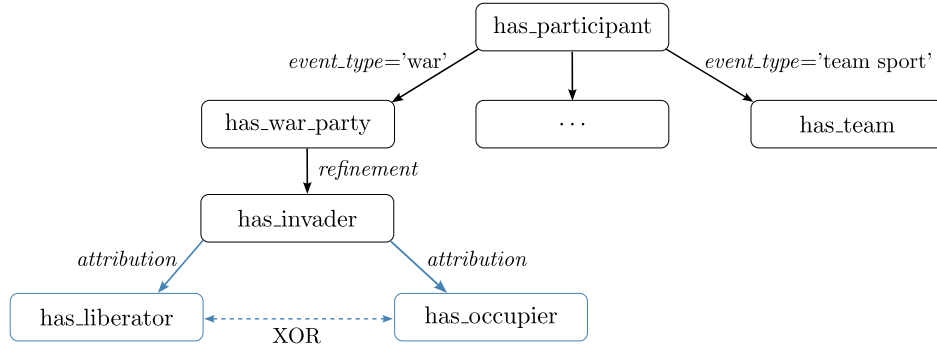 has_participant
event_type='war'
event_type='team sport'
has_war_party
...
has_team
refinement
has_invader
attribution
attribution
has_liberator
XOR
has_occupier